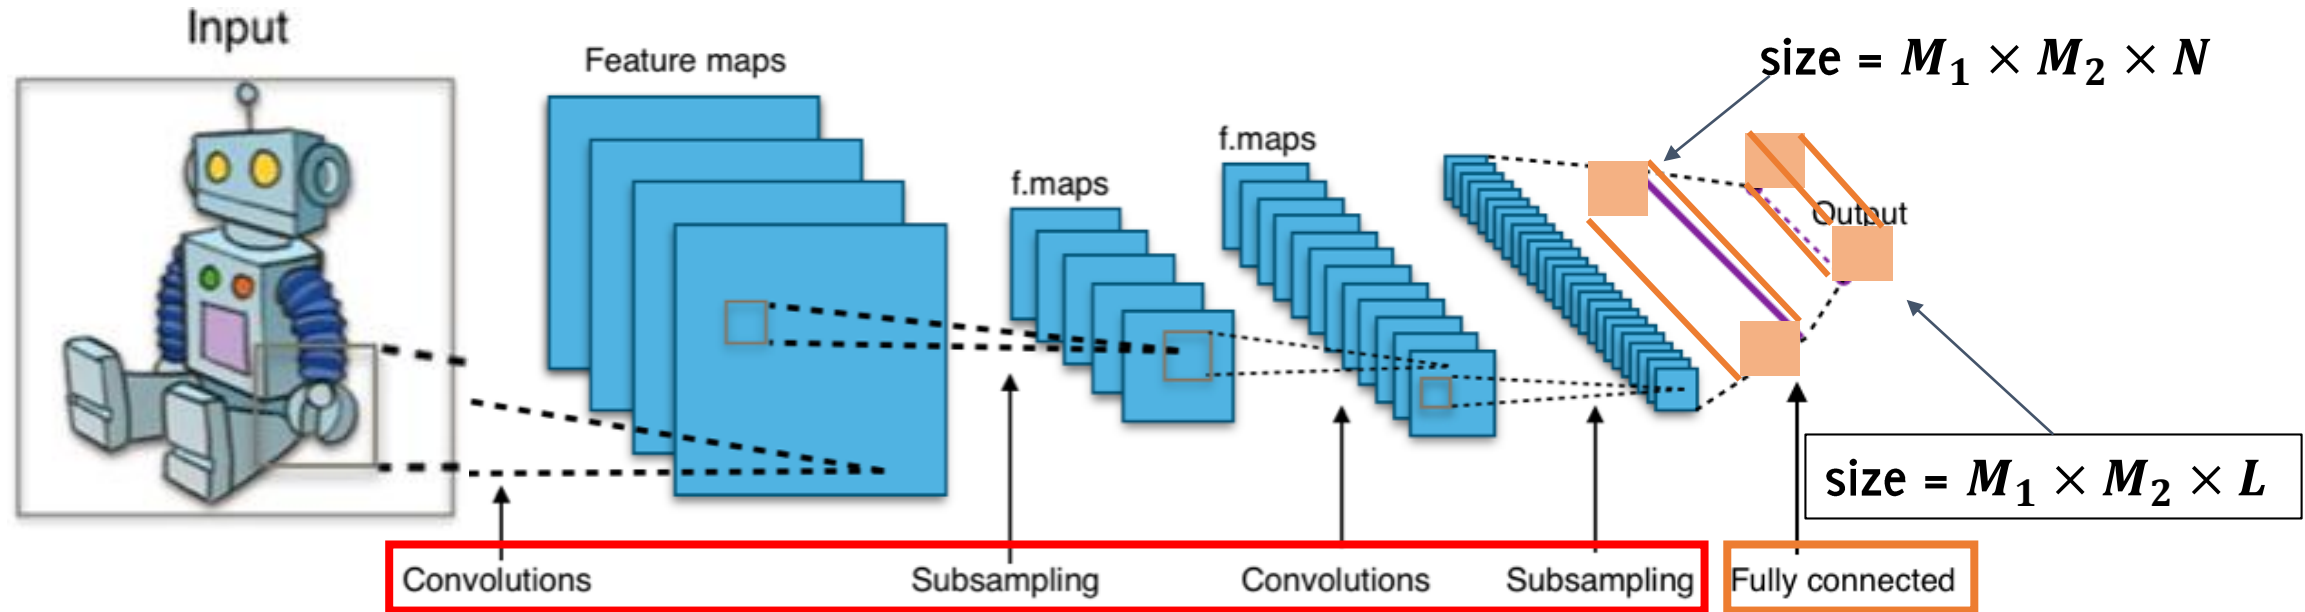 Input
Feature maps
f.maps
f.maps
size = M₁ × M₂ × N
Output
size = M₁ × M₂ × L
Convolutions
Subsampling
Convolutions
Subsampling
Fully connected